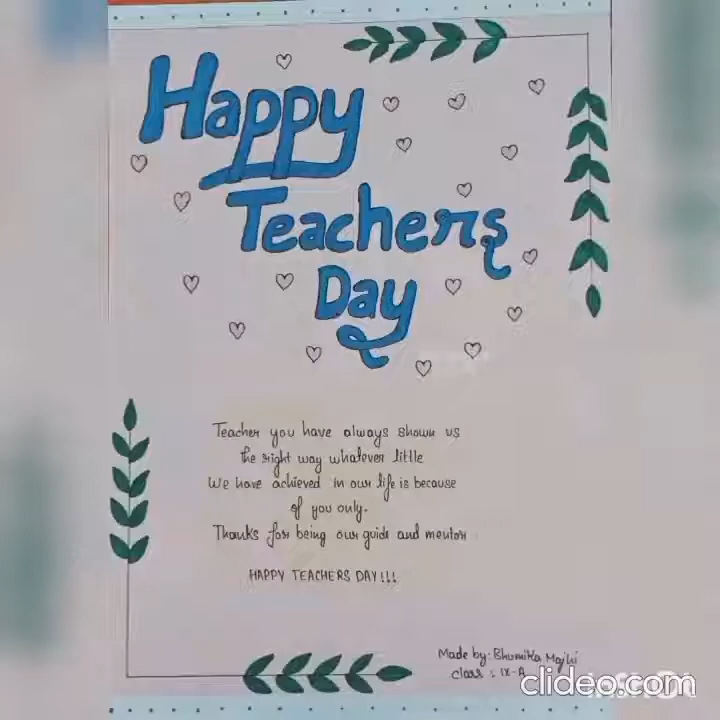 Happy
Teachers
Day
Teacher you have always shown us
the right way whatever little
We have achieved in our life is because
of you only.
Thanks for being our guide and mentor
HAPPY TEACHERS DAY!!!
Made by: Bhumika Majhi
class : IX-A
clideo.com